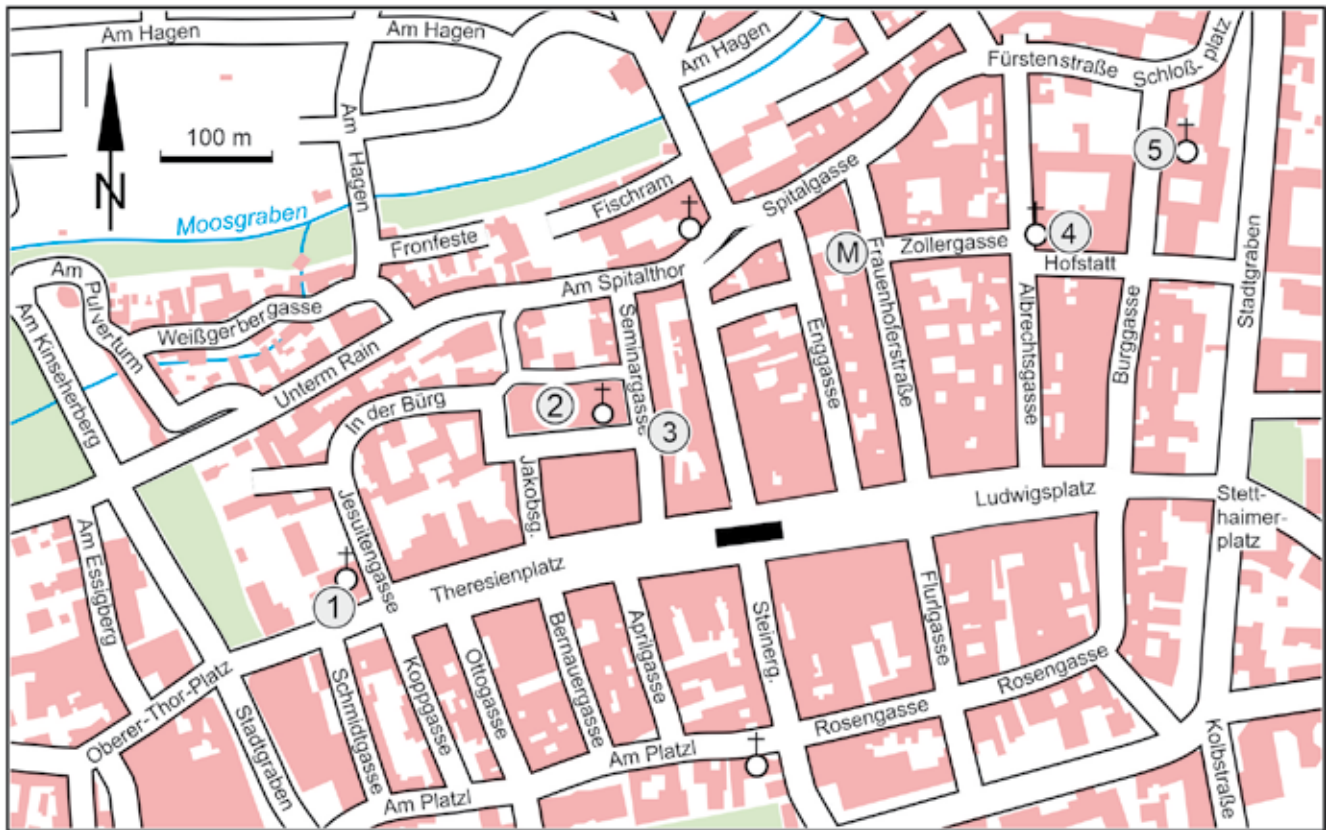 Am Hagen
Am Hagen
Am Hagen
Fürstenstraße
Schloß-
platz
100 m
Am
Hagen
N
5
Moosgraben
Fischram
Spitalgasse
Stadtgraben
Fronfeste
M
Frauenhoferstraße
Zollergasse
4
Hofstatt
Am
Pulverturm
Am Spitalthor
Weißgerbergasse
Am Kinseherberg
Unterm Rain
Seminargasse
Enggasse
Albrechtsgasse
Burggasse
In der Bürg
2
3
Jakobsg.
Jesuitengasse
Ludwigsplatz
Stett-
haimer-
platz
Am Essigberg
1
Theresienplatz
Schmidtgasse
Koppgasse
Ottogasse
Bernauergasse
Aprilgasse
Steinerg.
Flurlgasse
Rosengasse
Rosengasse
Oberer-Thor-Platz
Stadtgraben
Am Platzl
Am Platzl
Kolbstraße